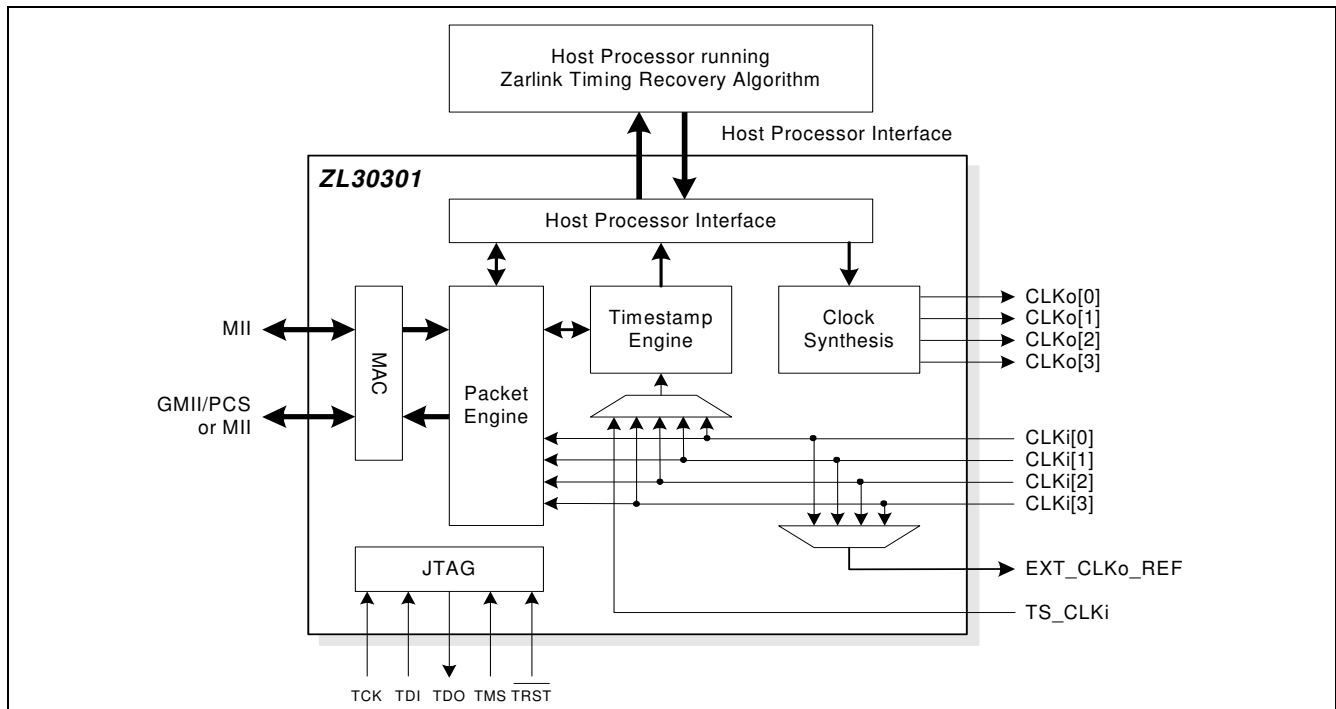 Host Processor running
Zarlink Timing Recovery Algorithm
Host Processor Interface
ZL30301
Host Processor Interface
MII
GMII/PCS
or MII
MAC
Packet
Engine
Timestamp
Engine
Clock
Synthesis
CLKo[0]
CLKo[1]
CLKo[2]
CLKo[3]
CLKi[0]
CLKi[1]
CLKi[2]
CLKi[3]
EXT_CLKo_REF
TS_CLKi
JTAG
TCK TDI TDO TMS TRST